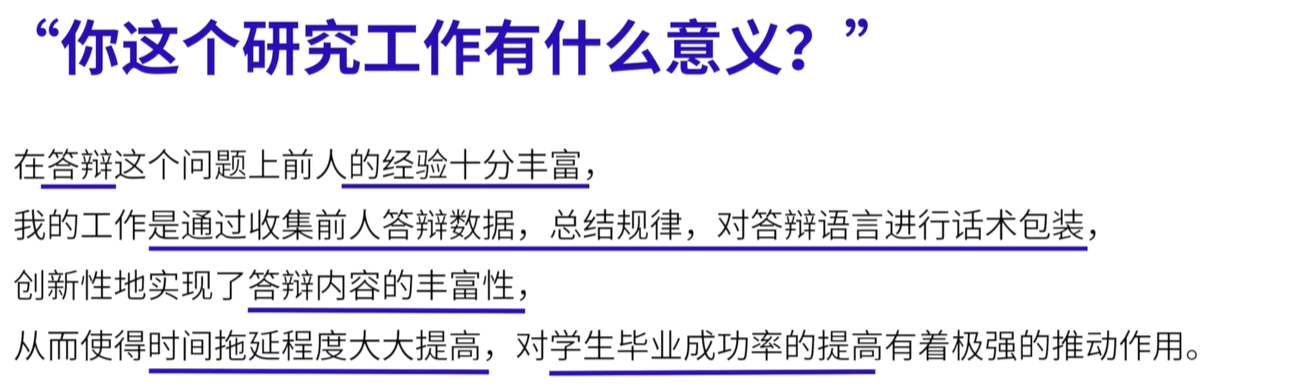 “你这个研究工作有什么意义？”
在答辩这个问题上前人的经验十分丰富，
我的工作是通过收集前人答辩数据，总结规律，对答辩语言进行话术包装，
创新性地实现了答辩内容的丰富性，
从而使得时间拖延程度大大提高，对学生毕业成功率的提高有着极强的推动作用。